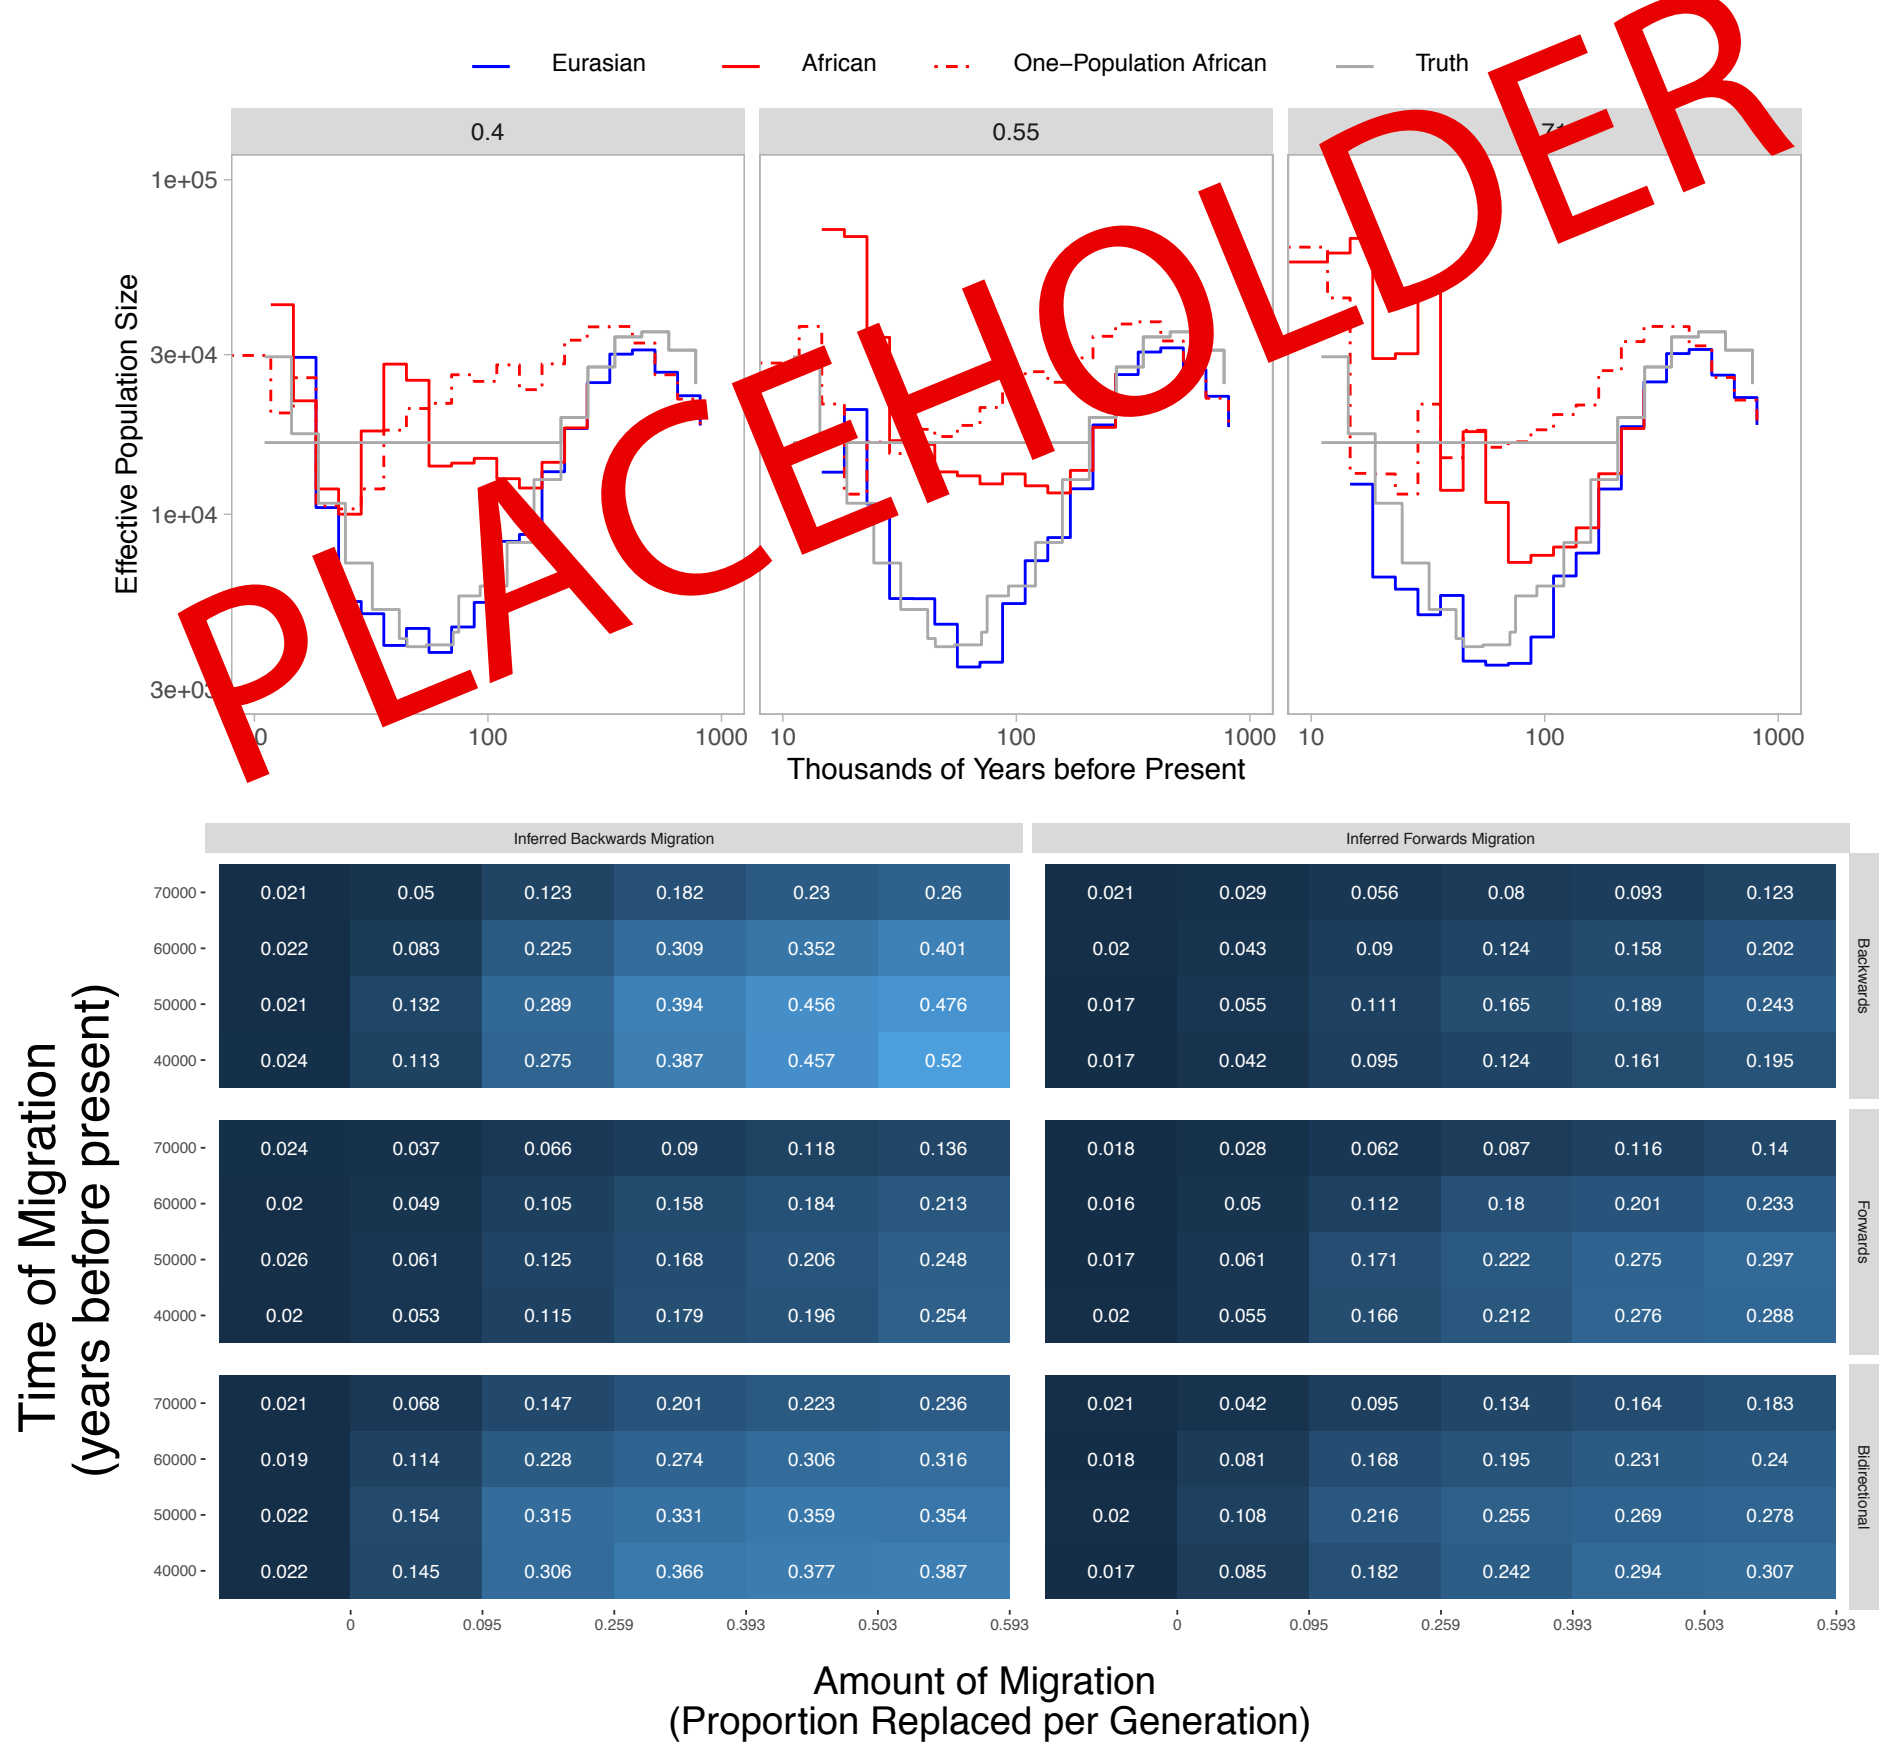 Eurasian African One−Population African Truth
0.4 0.55
PLACEHOLDER
Effective Population Size
1e+05
3e+04
1e+04
100 1000 10 100 1000 10 100 1000
Thousands of Years before Present
Inferred Backwards Migration Inferred Forwards Migration
Time of Migration
(years before present)
70000 0.021 0.05 0.123 0.182 0.23 0.26 0.021 0.029 0.056 0.08 0.093 0.123
60000 0.022 0.083 0.225 0.309 0.352 0.401 0.02 0.043 0.09 0.124 0.158 0.202
50000 0.021 0.132 0.289 0.394 0.456 0.476 0.017 0.055 0.111 0.165 0.189 0.243
40000 0.024 0.113 0.275 0.387 0.457 0.52 0.017 0.042 0.095 0.124 0.161 0.195
Backwards
70000 0.024 0.037 0.066 0.09 0.118 0.136 0.018 0.028 0.062 0.087 0.116 0.14
60000 0.02 0.049 0.105 0.158 0.184 0.213 0.016 0.05 0.112 0.18 0.201 0.233
50000 0.026 0.061 0.125 0.168 0.206 0.248 0.017 0.061 0.171 0.222 0.275 0.297
40000 0.02 0.053 0.115 0.179 0.196 0.254 0.02 0.055 0.166 0.212 0.276 0.288
Forwards
70000 0.021 0.068 0.147 0.201 0.223 0.236 0.021 0.042 0.095 0.134 0.164 0.183
60000 0.019 0.114 0.228 0.274 0.306 0.316 0.018 0.081 0.168 0.195 0.231 0.24
50000 0.022 0.154 0.315 0.331 0.359 0.354 0.02 0.108 0.216 0.255 0.269 0.278
40000 0.022 0.145 0.306 0.366 0.377 0.387 0.017 0.085 0.182 0.242 0.294 0.307
Bidirectional
0 0.095 0.259 0.393 0.503 0.593 0 0.095 0.259 0.393 0.503 0.593
Amount of Migration
(Proportion Replaced per Generation)